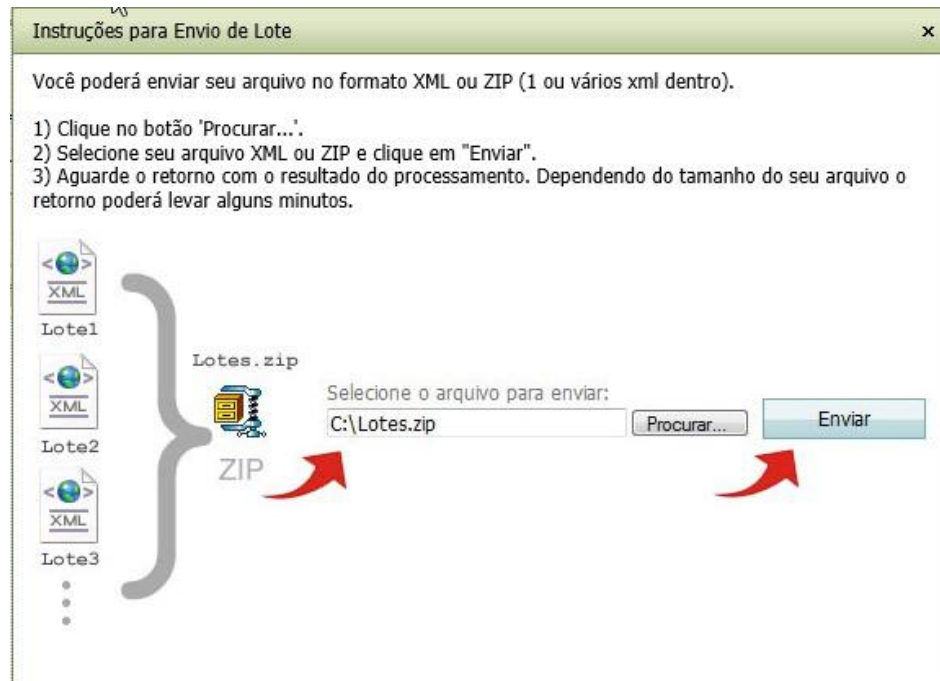 Instruções para Envio de Lote x
Você poderá enviar seu arquivo no formato XML ou ZIP (1 ou vários xml dentro).
1) Clique no botão 'Procurar...'.
2) Selecione seu arquivo XML ou ZIP e clique em "Enviar".
3) Aguarde o retorno com o resultado do processamento. Dependendo do tamanho do seu arquivo o
retorno poderá levar alguns minutos.
XML
Lote1
XML
Lote2
XML
Lote3
Lotes.zip
ZIP
Selecione o arquivo para enviar:
C:\Lotes.zip Procurar... Enviar